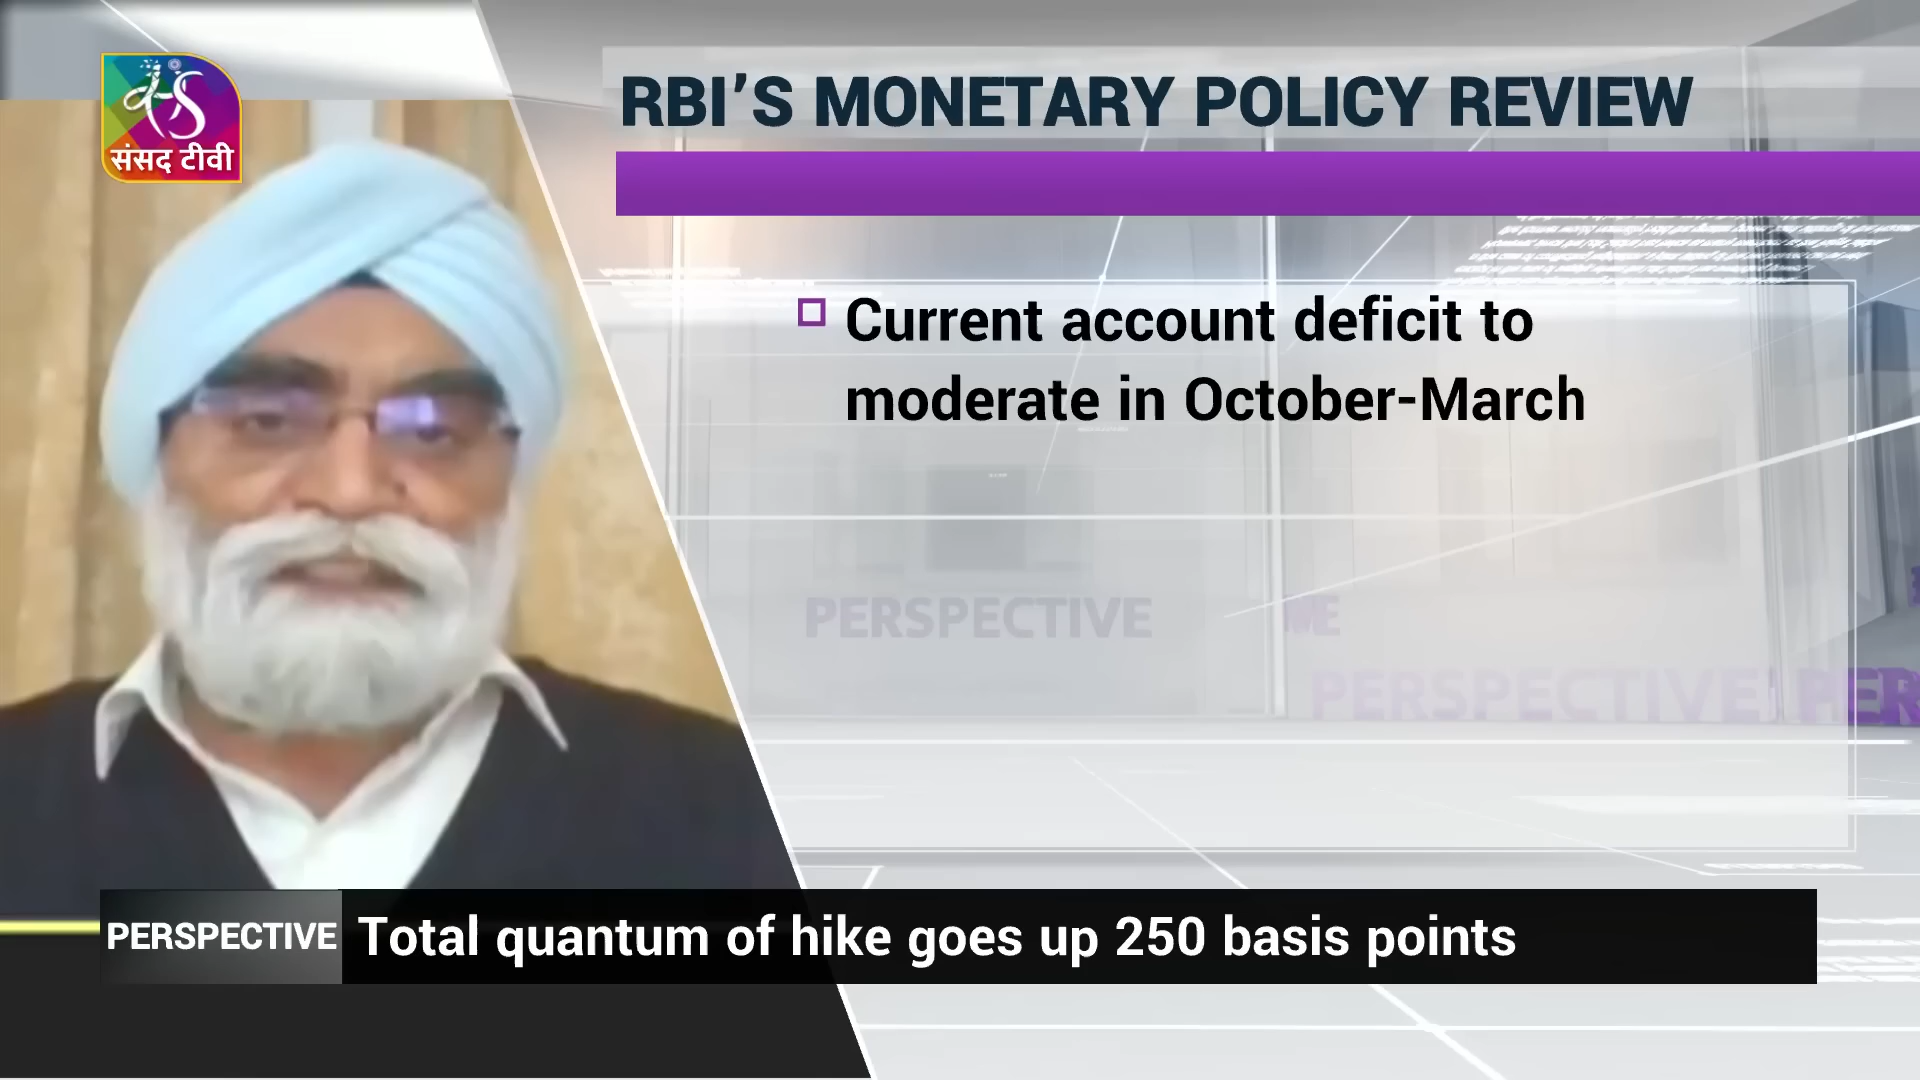 संसद टीवी
RBI’S MONETARY POLICY REVIEW
Current account deficit to
moderate in October-March
PERSPECTIVE
PERSPECTIVE
PERSPECTIVE Total quantum of hike goes up 250 basis points